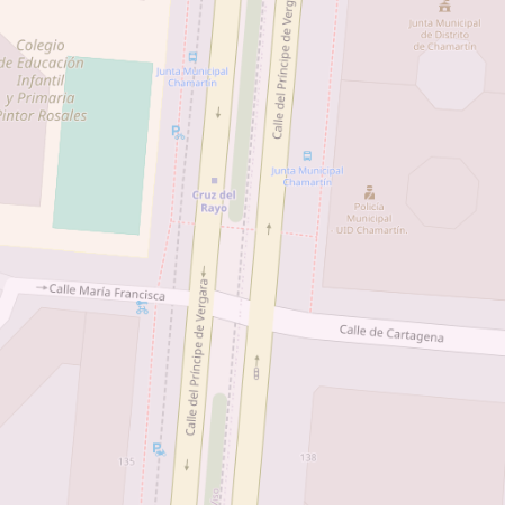 Colegio
de Educación
Infantil
y Primaria
Pintor Rosales
Junta Municipal
de Distrito
de Chamartín
Junta Municipal
Chamartín
Calle del Príncipe de Verg
Junta Municipal
Chamartín
Cruz del
Rayo
Policía
Municipal
UID Chamartín.
Calle María Francisca
Calle del Príncipe de Vergara
Calle de Cartagena
135
138